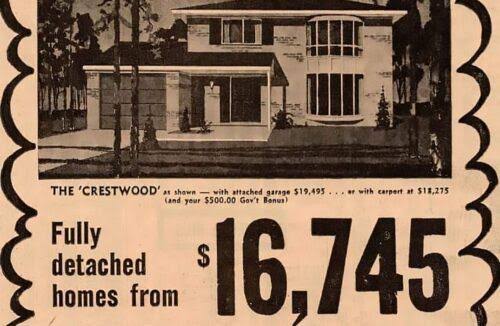 THE 'CRESTWOOD' as shown — with attached garage $19,495 . . . or with carport at $18,275
(and your $500.00 Gov't Bonus)
Fully
detached
homes from
$16,745